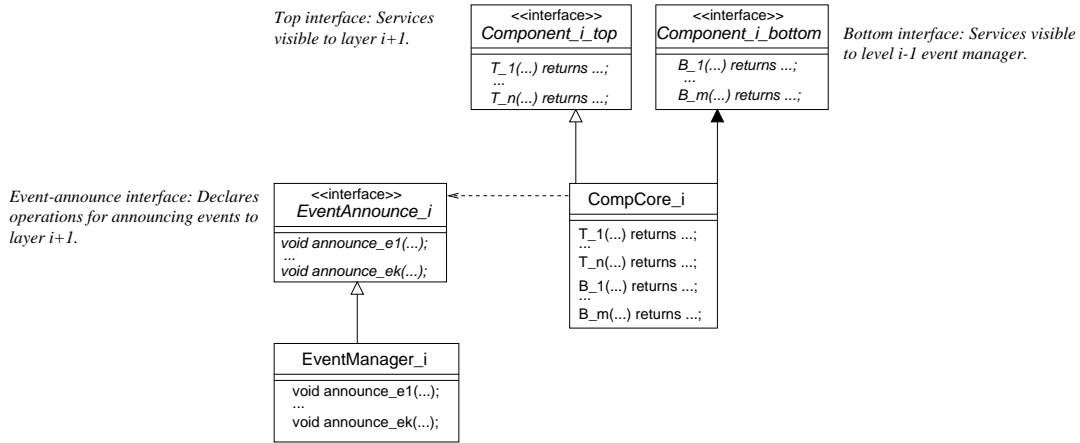 Top interface: Services
visible to layer i+1.
<<interface>>
Component_i_top
T_1(...) returns ...;
...
T_n(...) returns ...;
<<interface>>
Component_i_bottom
B_1(...) returns ...;
...
B_m(...) returns ...;
Bottom interface: Services visible
to level i-1 event manager.
Event-announce interface: Declares
operations for announcing events to
layer i+1.
<<interface>>
EventAnnounce_i
void announce_e1(...);
...
void announce_ek(...);
CompCore_i
T_1(...) returns ...;
...
T_n(...) returns ...;
B_1(...) returns ...;
...
B_m(...) returns ...;
EventManager_i
void announce_e1(...);
...
void announce_ek(...);